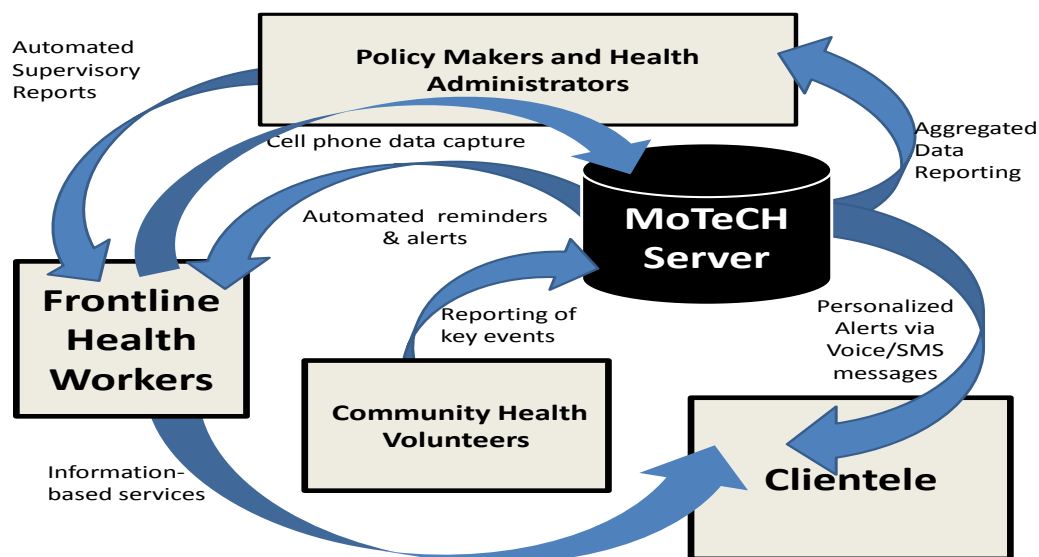 Automated
Supervisory
Reports
Policy Makers and Health
Administrators
Cell phone data capture
Aggregated
Data
Reporting
Automated reminders
& alerts
MoTeCH
Server
Frontline
Health
Workers
Reporting of
key events
Personalized
Alerts via
Voice/SMS
messages
Community Health
Volunteers
Information-
based services
Clientele